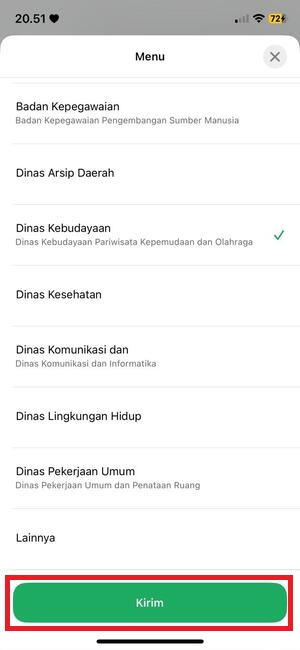 20.51
72
Menu
Badan Kepegawaian
Badan Kepegawaian Pengembangan Sumber Manusia
Dinas Arsip Daerah
Dinas Kebudayaan
Dinas Kebudayaan Pariwisata Kepemudaan dan Olahraga
Dinas Kesehatan
Dinas Komunikasi dan
Dinas Komunikasi dan Informatika
Dinas Lingkungan Hidup
Dinas Pekerjaan Umum
Dinas Pekerjaan Umum dan Penataan Ruang
Lainnya
Kirim